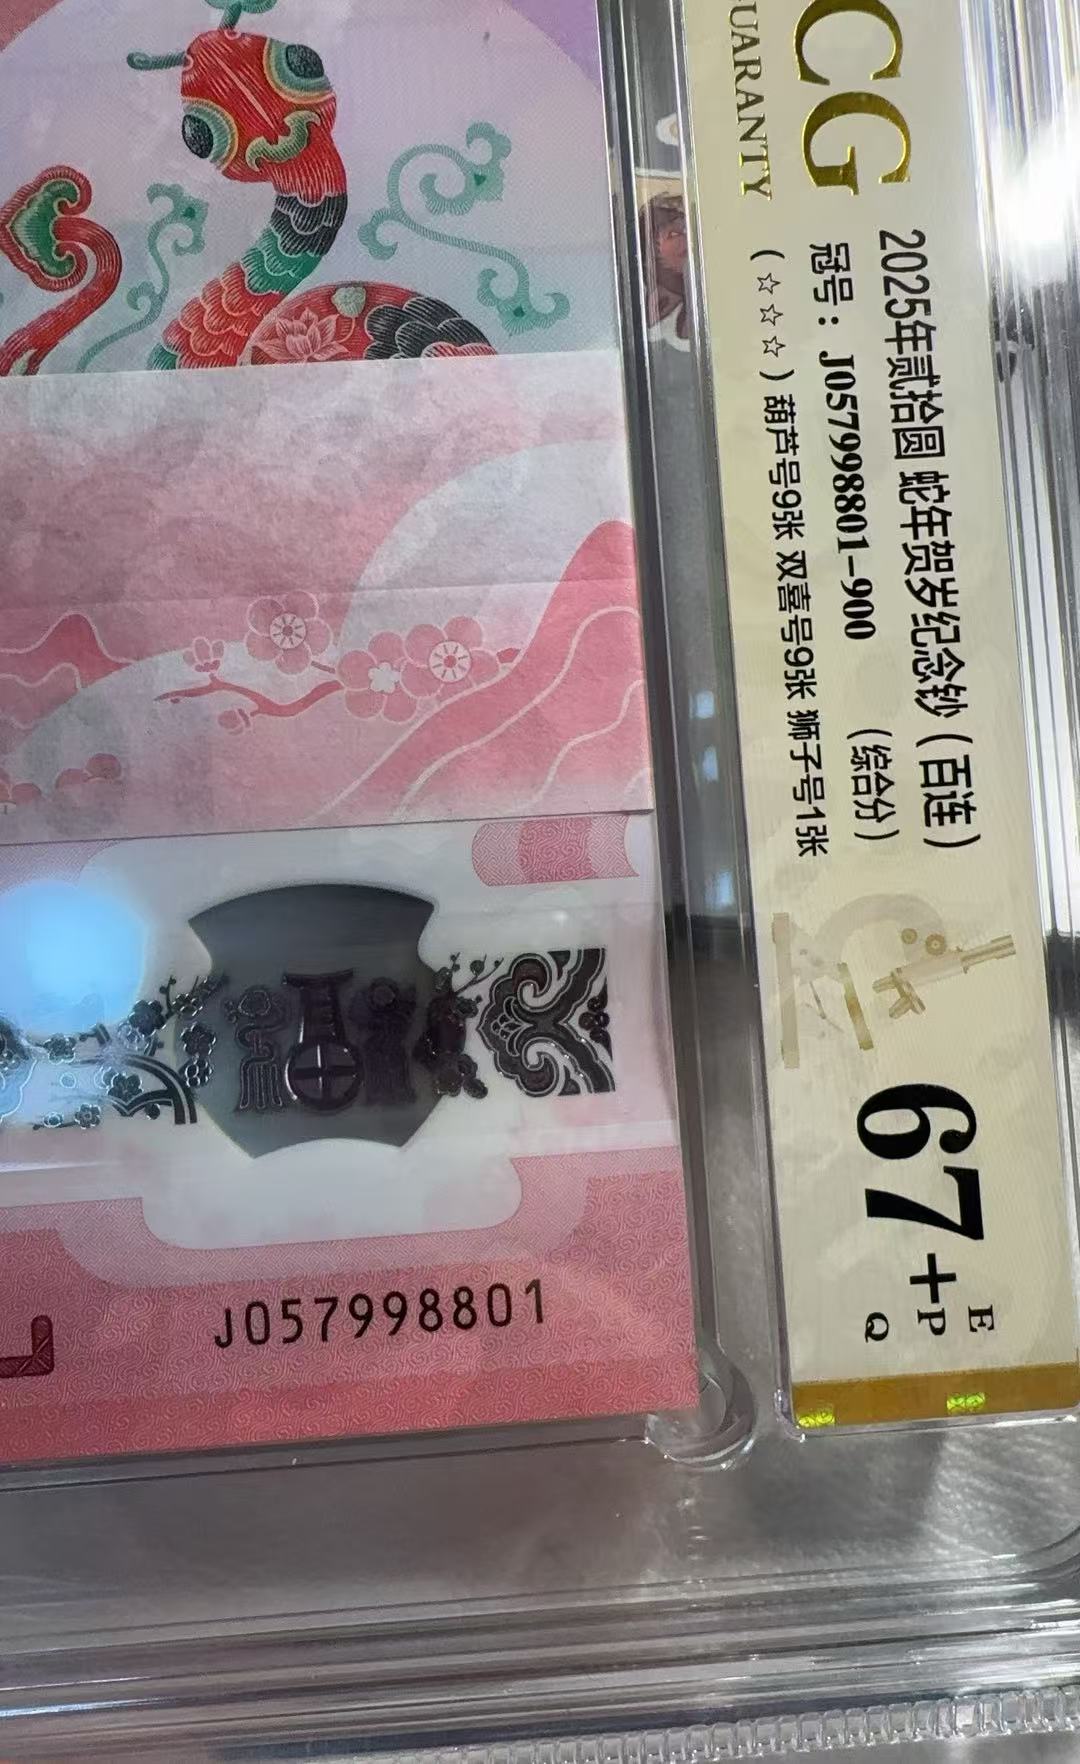 CG
GUARANTY
2025年贰拾圆 蛇年贺岁纪念钞（百连）
冠号：J057998801-900 （综合分）
（☆☆☆）葫芦号9张 双喜号9张 狮子号1张
67+
E
P
Q
J057998801